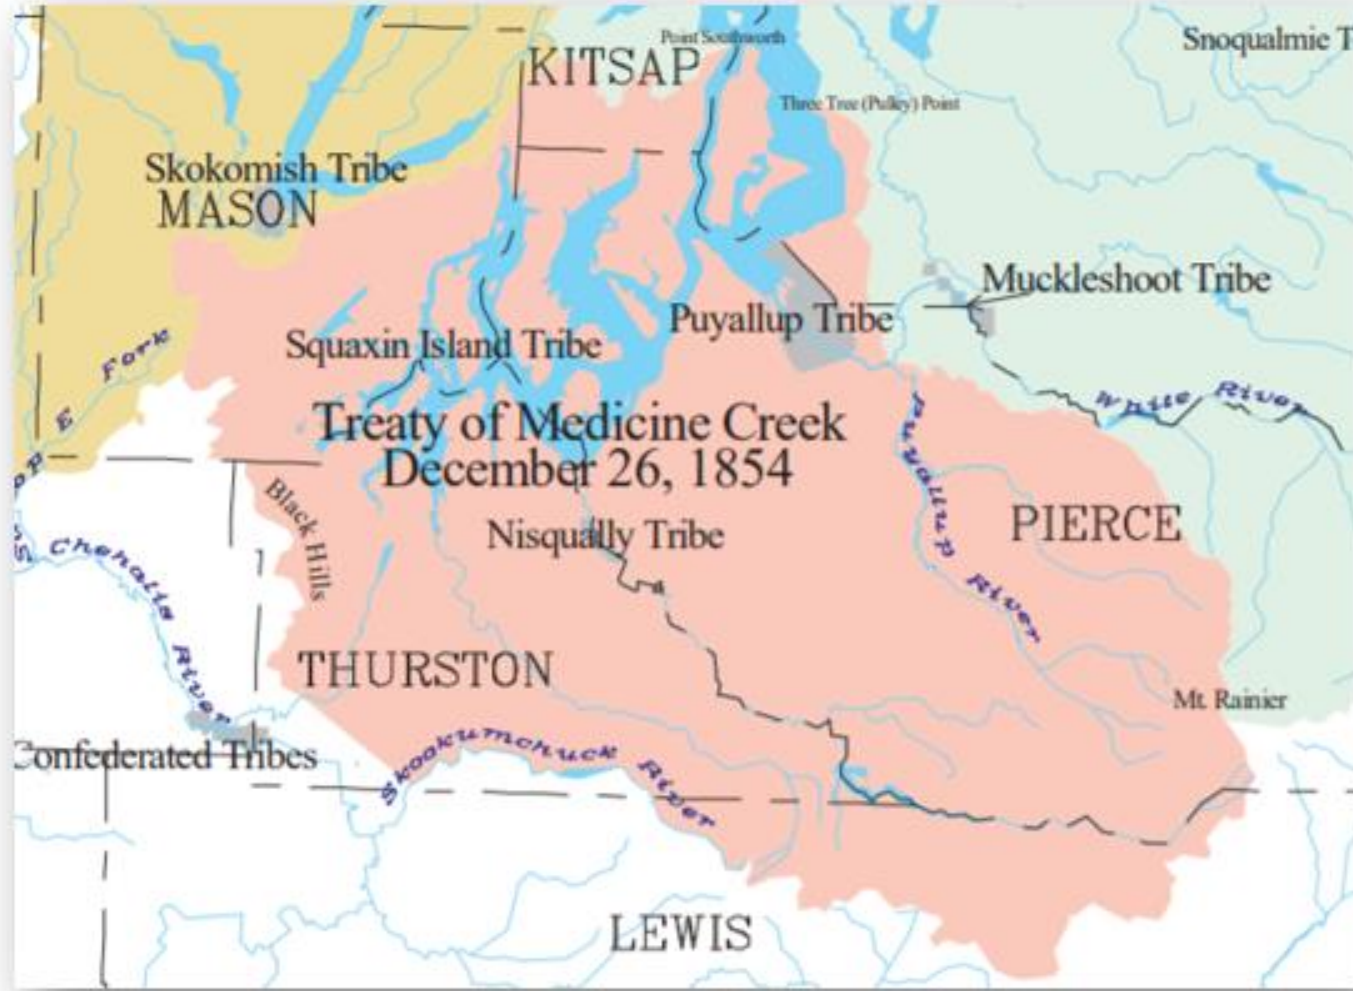 Point Southworth
Snoqualmie T
KITSAP
Three Tree (Pulley) Point
Skokomish Tribe
MASON
Muckleshoot Tribe
Puyallup Tribe
Squaxin Island Tribe
E Fork
White River
Treaty of Medicine Creek
December 26, 1854
Puyallup River
Black Hills
PIERCE
Nisqually Tribe
Chehalis River
THURSTON
Mt. Rainier
Confederated Tribes
Skookumchuck River
LEWIS